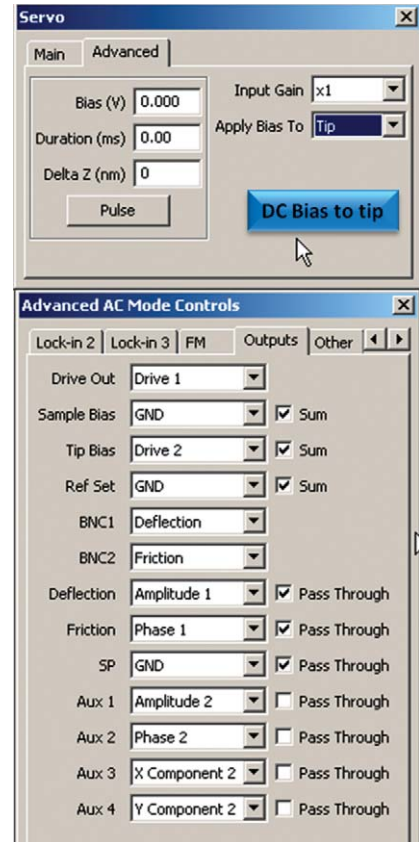 Servo
Main Advanced
Bias (V) 0.000
Duration (ms) 0.00
Delta Z (nm) 0
Pulse
Input Gain x1
Apply Bias To Tip
DC Bias to tip
Advanced AC Mode Controls
Lock-in 2 Lock-in 3 FM Outputs Other
Drive Out Drive 1
Sample Bias GND Sum
Tip Bias Drive 2 Sum
Ref Set GND Sum
BNC1 Deflection
BNC2 Friction
Deflection Amplitude 1 Pass Through
Friction Phase 1 Pass Through
SP GND Pass Through
Aux 1 Amplitude 2 Pass Through
Aux 2 Phase 2 Pass Through
Aux 3 X Component 2 Pass Through
Aux 4 Y Component 2 Pass Through